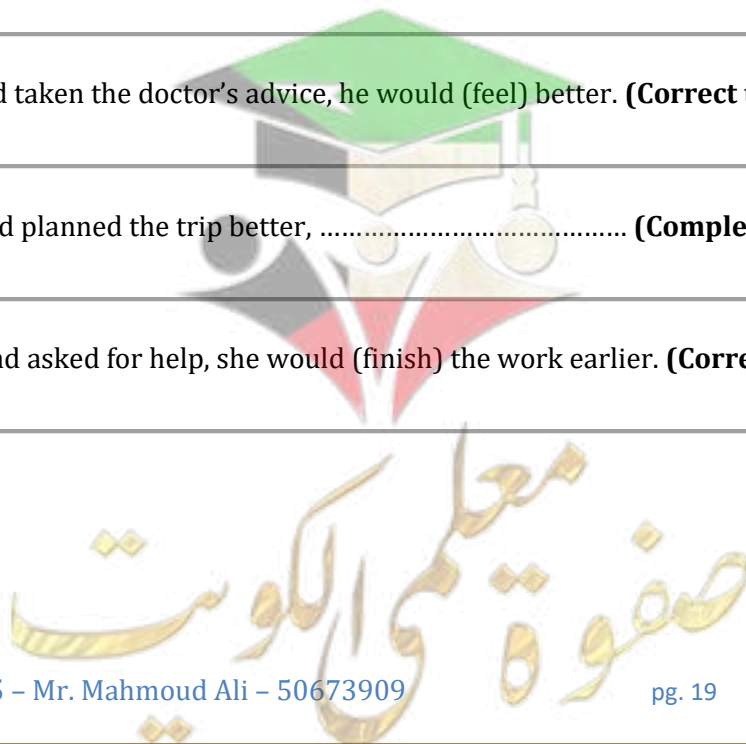 taken the doctor's advice, he would (feel) better. (Correct
planned the trip better, ........................................ (Comple
asked for help, she would (finish) the work earlier. (Corre
صفوة معلمى الكويت
– Mr. Mahmoud Ali – 50673909 pg. 19